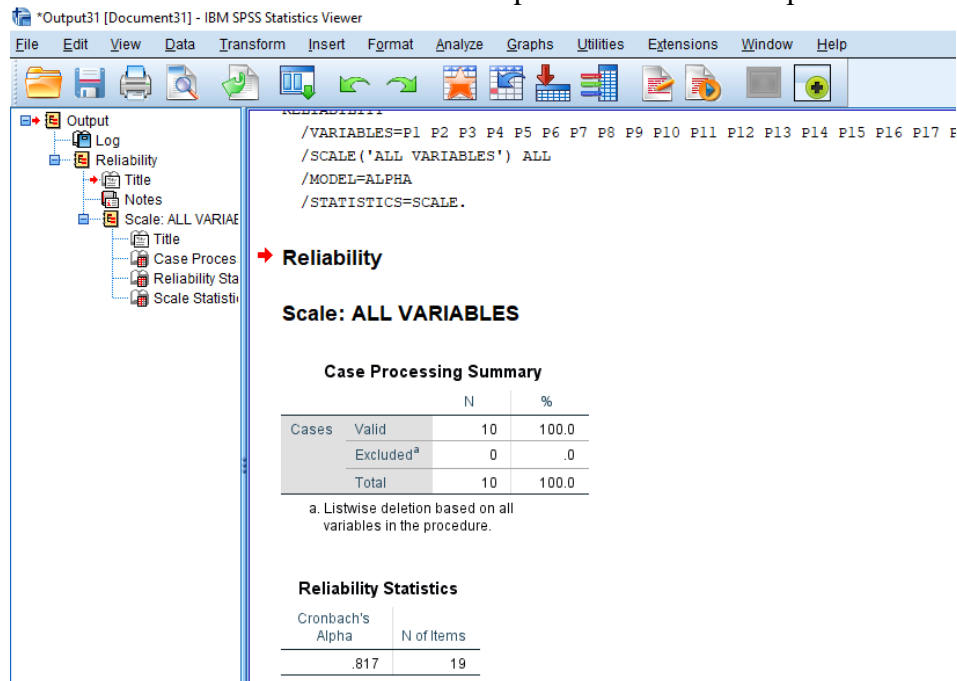 *Output31 [Document31] - IBM SPSS Statistics Viewer
File Edit View Data Transform Insert Format Analyze Graphs Utilities Extensions Window Help
Output
Log
Reliability
Title
Notes
Scale: ALL VARIAB
Title
Case Proces
Reliability Sta
Scale Statisti
RELIABILITY
/VARIABLES=P1 P2 P3 P4 P5 P6 P7 P8 P9 P10 P11 P12 P13 P14 P15 P16 P17
/SCALE('ALL VARIABLES') ALL
/MODEL=ALPHA
/STATISTICS=SCALE.
Reliability
Scale: ALL VARIABLES
Case Processing Summary
N %
Cases Valid 10 100.0
Excludedª 0 .0
Total 10 100.0
a. Listwise deletion based on all
variables in the procedure.
Reliability Statistics
Cronbach's
Alpha N of Items
.817 19